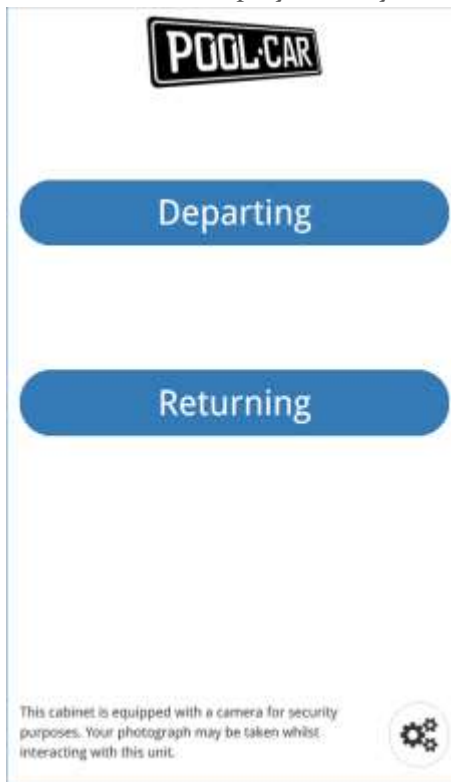 POOL·CAR
Departing
Returning
This cabinet is equipped with a camera for security
purposes. Your photograph may be taken whilst
interacting with this unit.